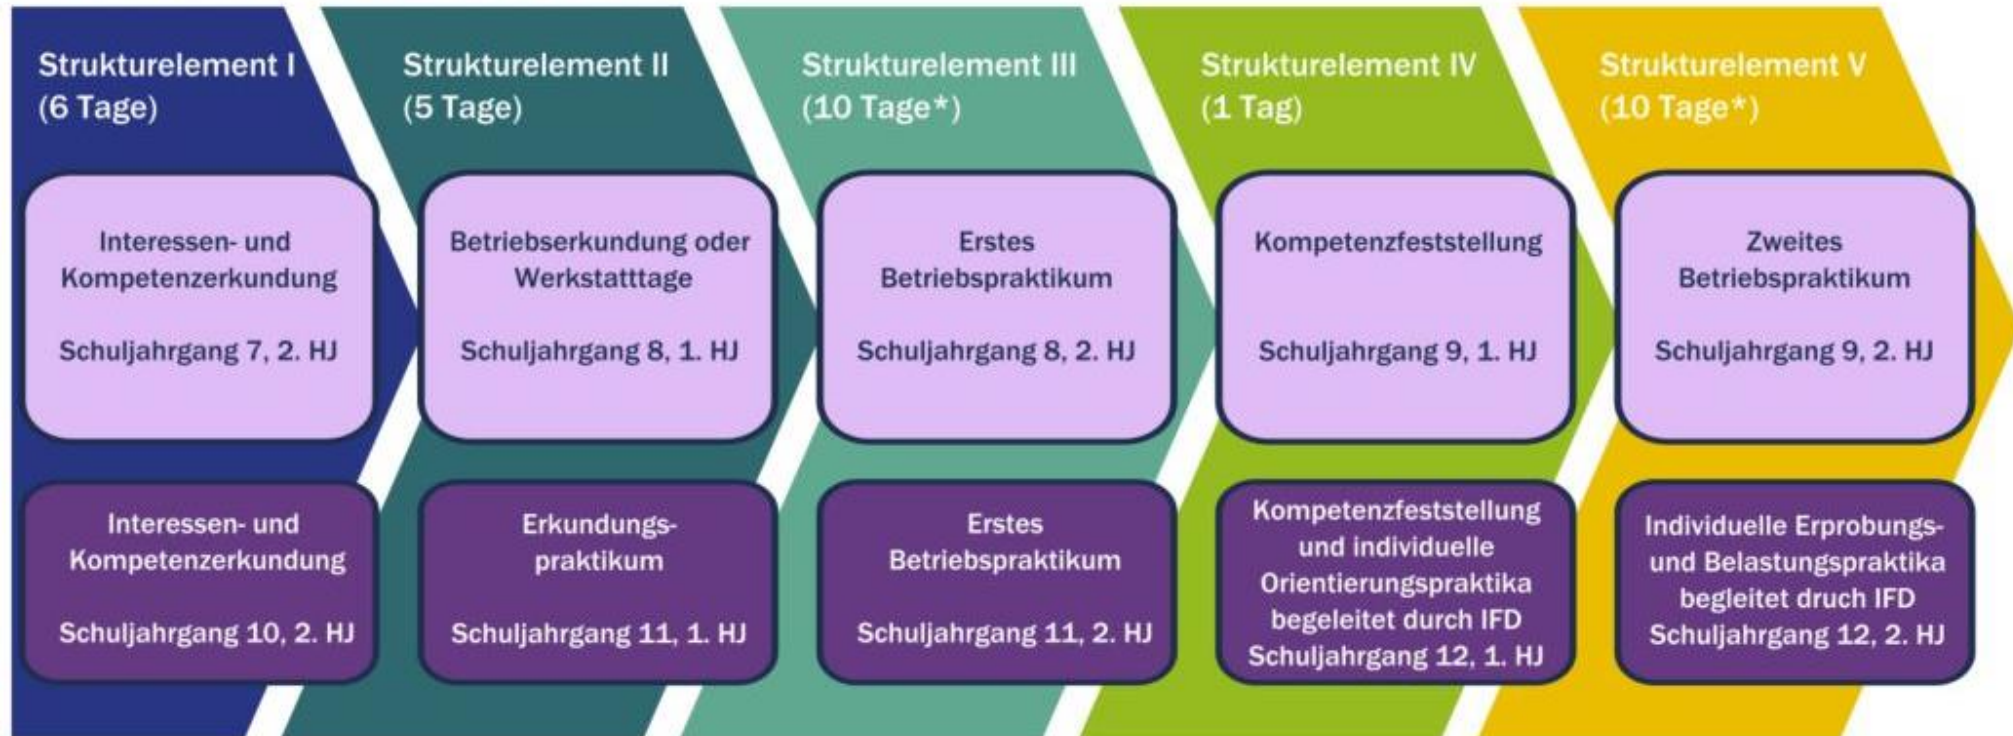 Strukturelement I
(6 Tage)
Strukturelement II
(5 Tage)
Strukturelement III
(10 Tage*)
Strukturelement IV
(1 Tag)
Strukturelement V
(10 Tage*)
Interessen- und
Kompetenzerkundung
Schuljahrgang 7, 2. HJ
Betriebserkundung oder
Werkstatttage
Schuljahrgang 8, 1. HJ
Erstes
Betriebspraktikum
Schuljahrgang 8, 2. HJ
Kompetenzfeststellung
Schuljahrgang 9, 1. HJ
Zweites
Betriebspraktikum
Schuljahrgang 9, 2. HJ
Interessen- und
Kompetenzerkundung
Schuljahrgang 10, 2. HJ
Erkundungs-
praktikum
Schuljahrgang 11, 1. HJ
Erstes
Betriebspraktikum
Schuljahrgang 11, 2. HJ
Kompetenzfeststellung
und individuelle
Orientierungspraktika
begeleitet durch IFD
Schuljahrgang 12, 1. HJ
Individuelle Erprobungs-
und Belastungspraktika
begleitet druch IFD
Schuljahrgang 12, 2. HJ